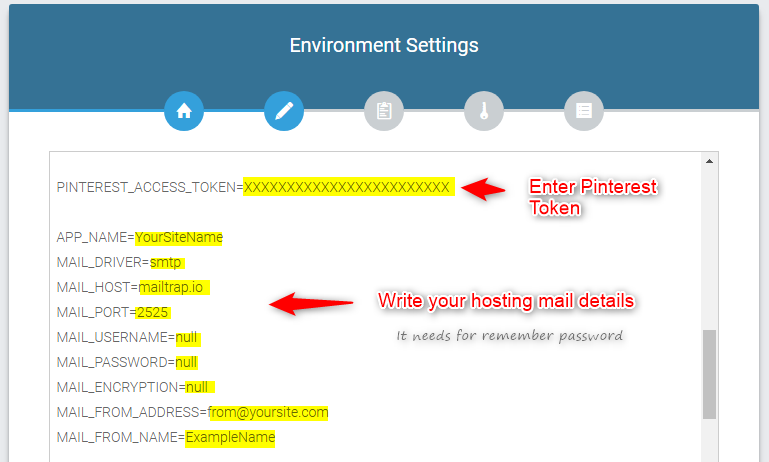 Environment Settings
PINTEREST_ACCESS_TOKEN=XXXXXXXXXXXXXXXXXXXXXXXX
Enter Pinterest
Token
APP_NAME=YourSiteName
MAIL_DRIVER=smtp
MAIL_HOST=mailtrap.io
Write your hosting mail details
MAIL_PORT=2525
MAIL_USERNAME=null
It needs for remember password
MAIL_PASSWORD=null
MAIL_ENCRYPTION=null
MAIL_FROM_ADDRESS=from@yoursite.com
MAIL_FROM_NAME=ExampleName